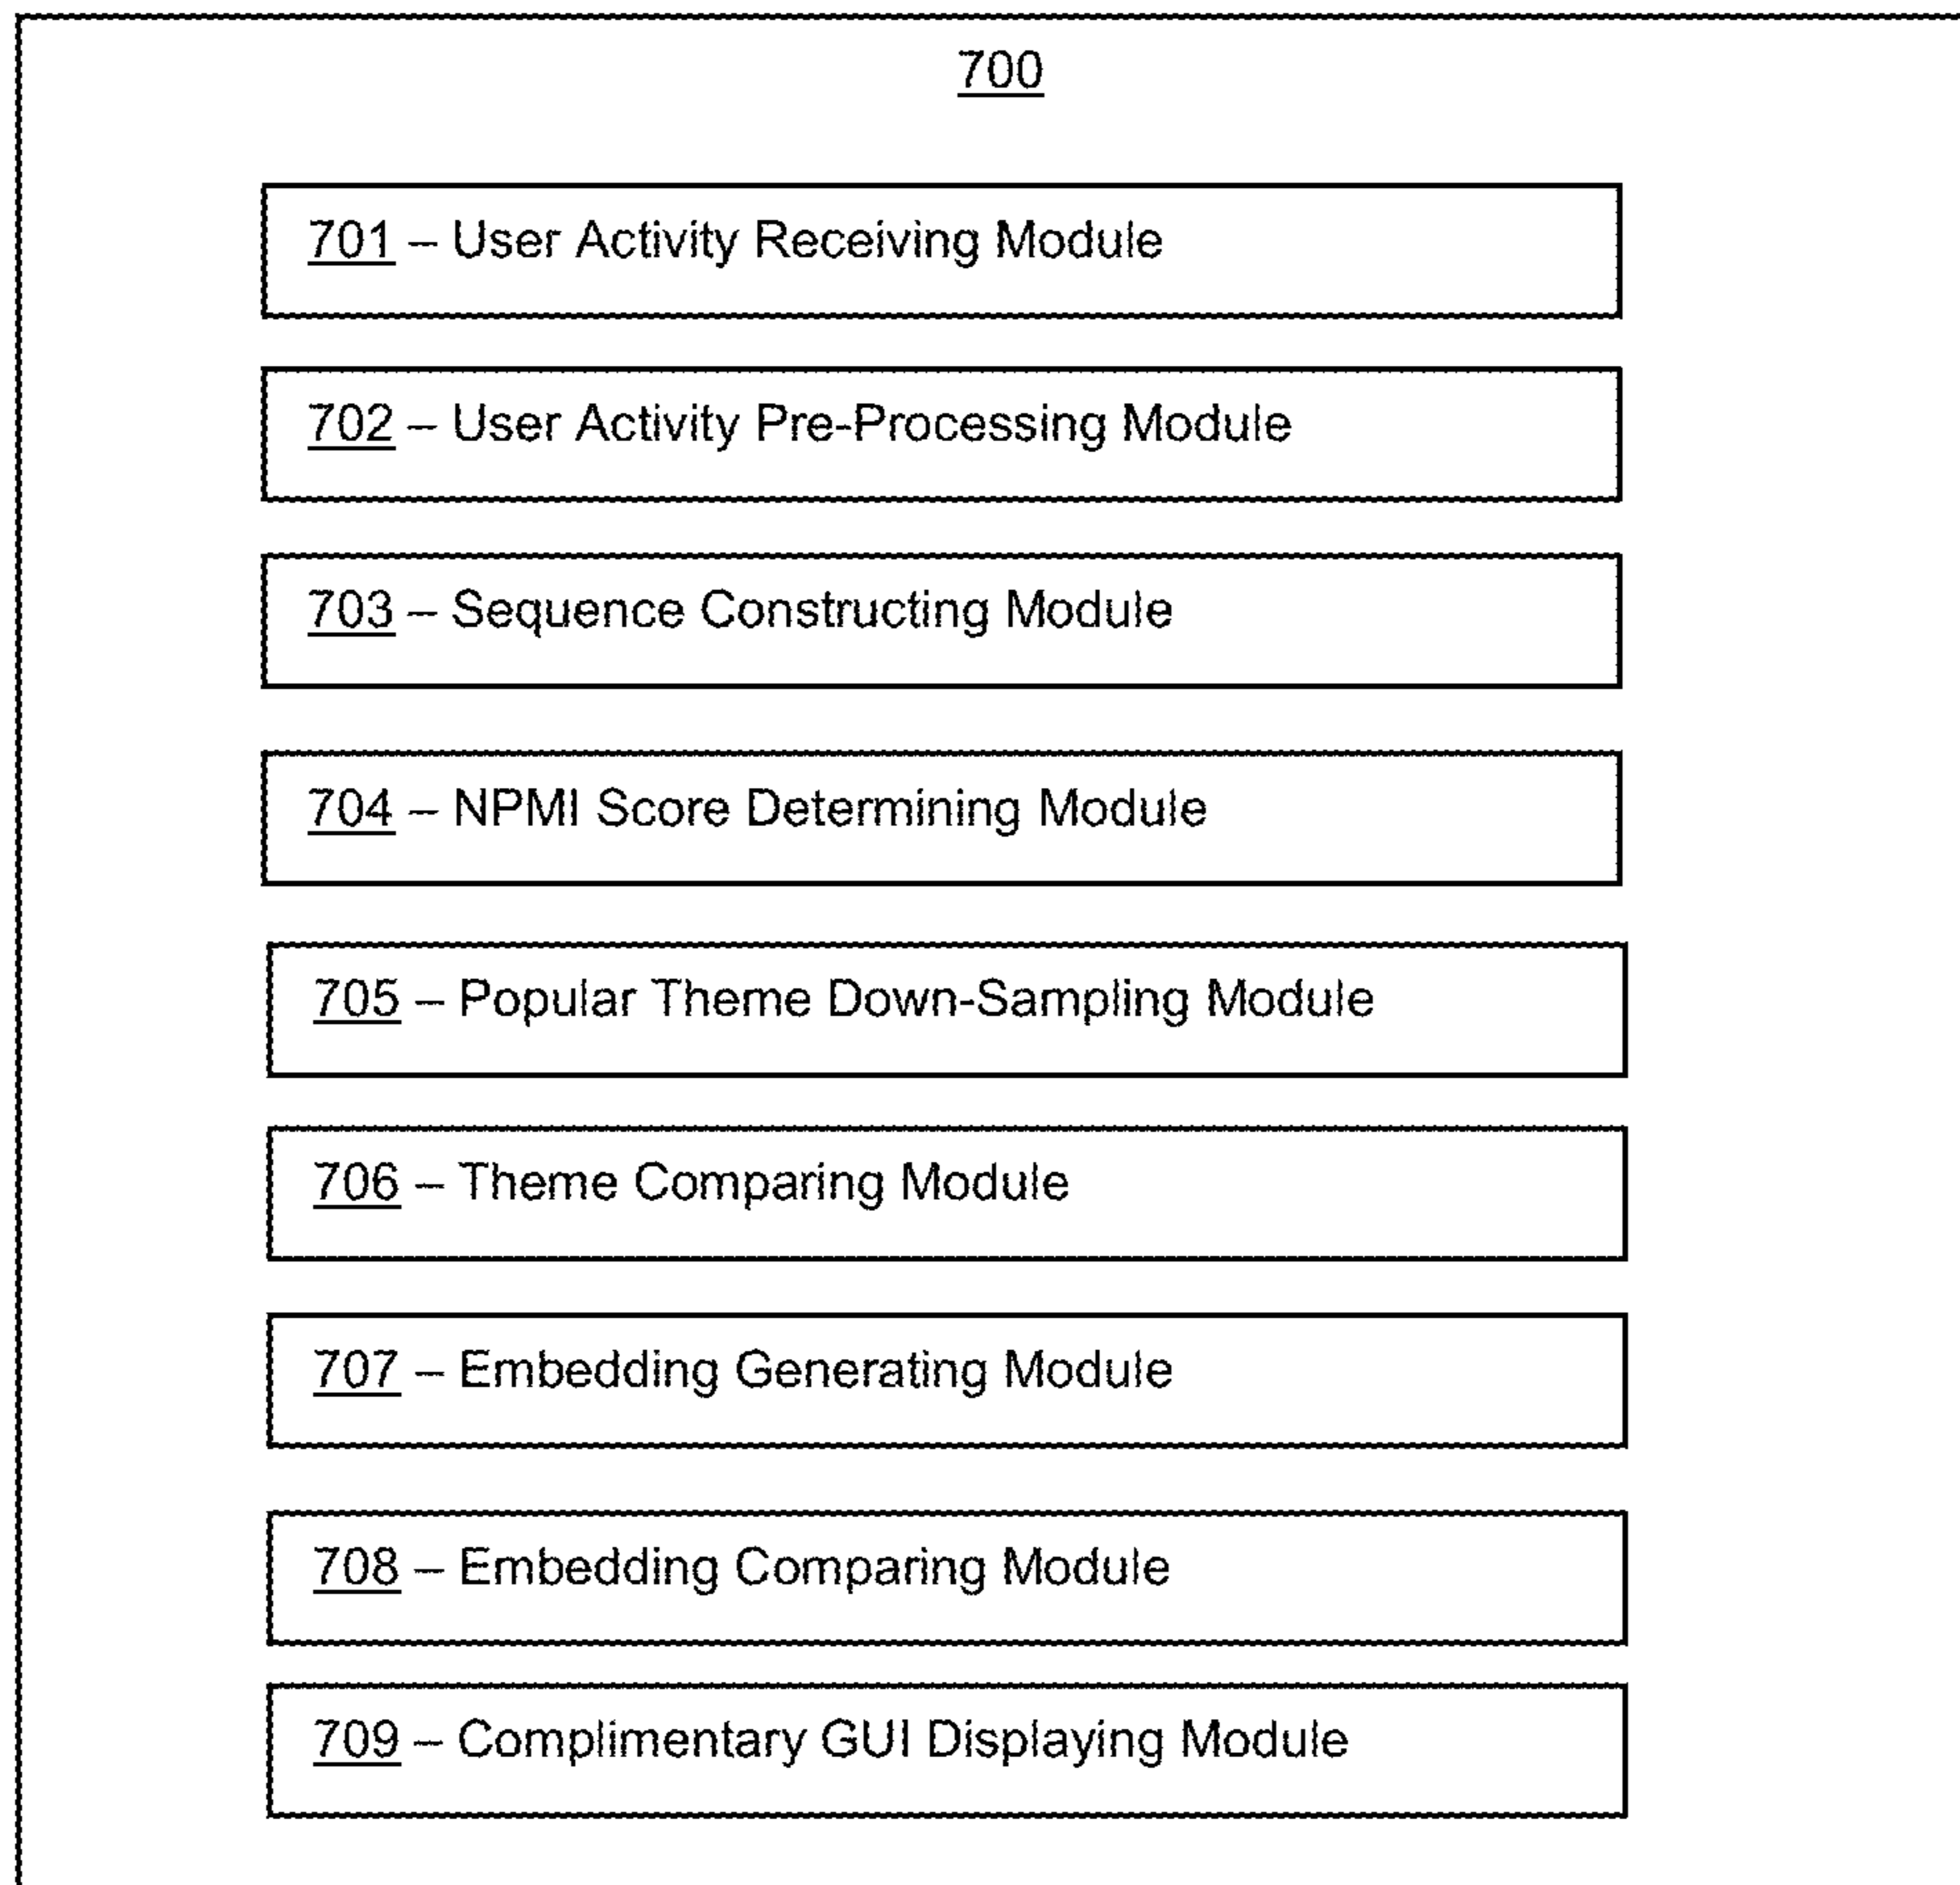 700
701 – User Activity Receiving Module
702 – User Activity Pre-Processing Module
703 – Sequence Constructing Module
704 – NPMI Score Determining Module
705 – Popular Theme Down-Sampling Module
706 – Theme Comparing Module
707 – Embedding Generating Module
708 – Embedding Comparing Module
709 – Complimentary GUI Displaying Module